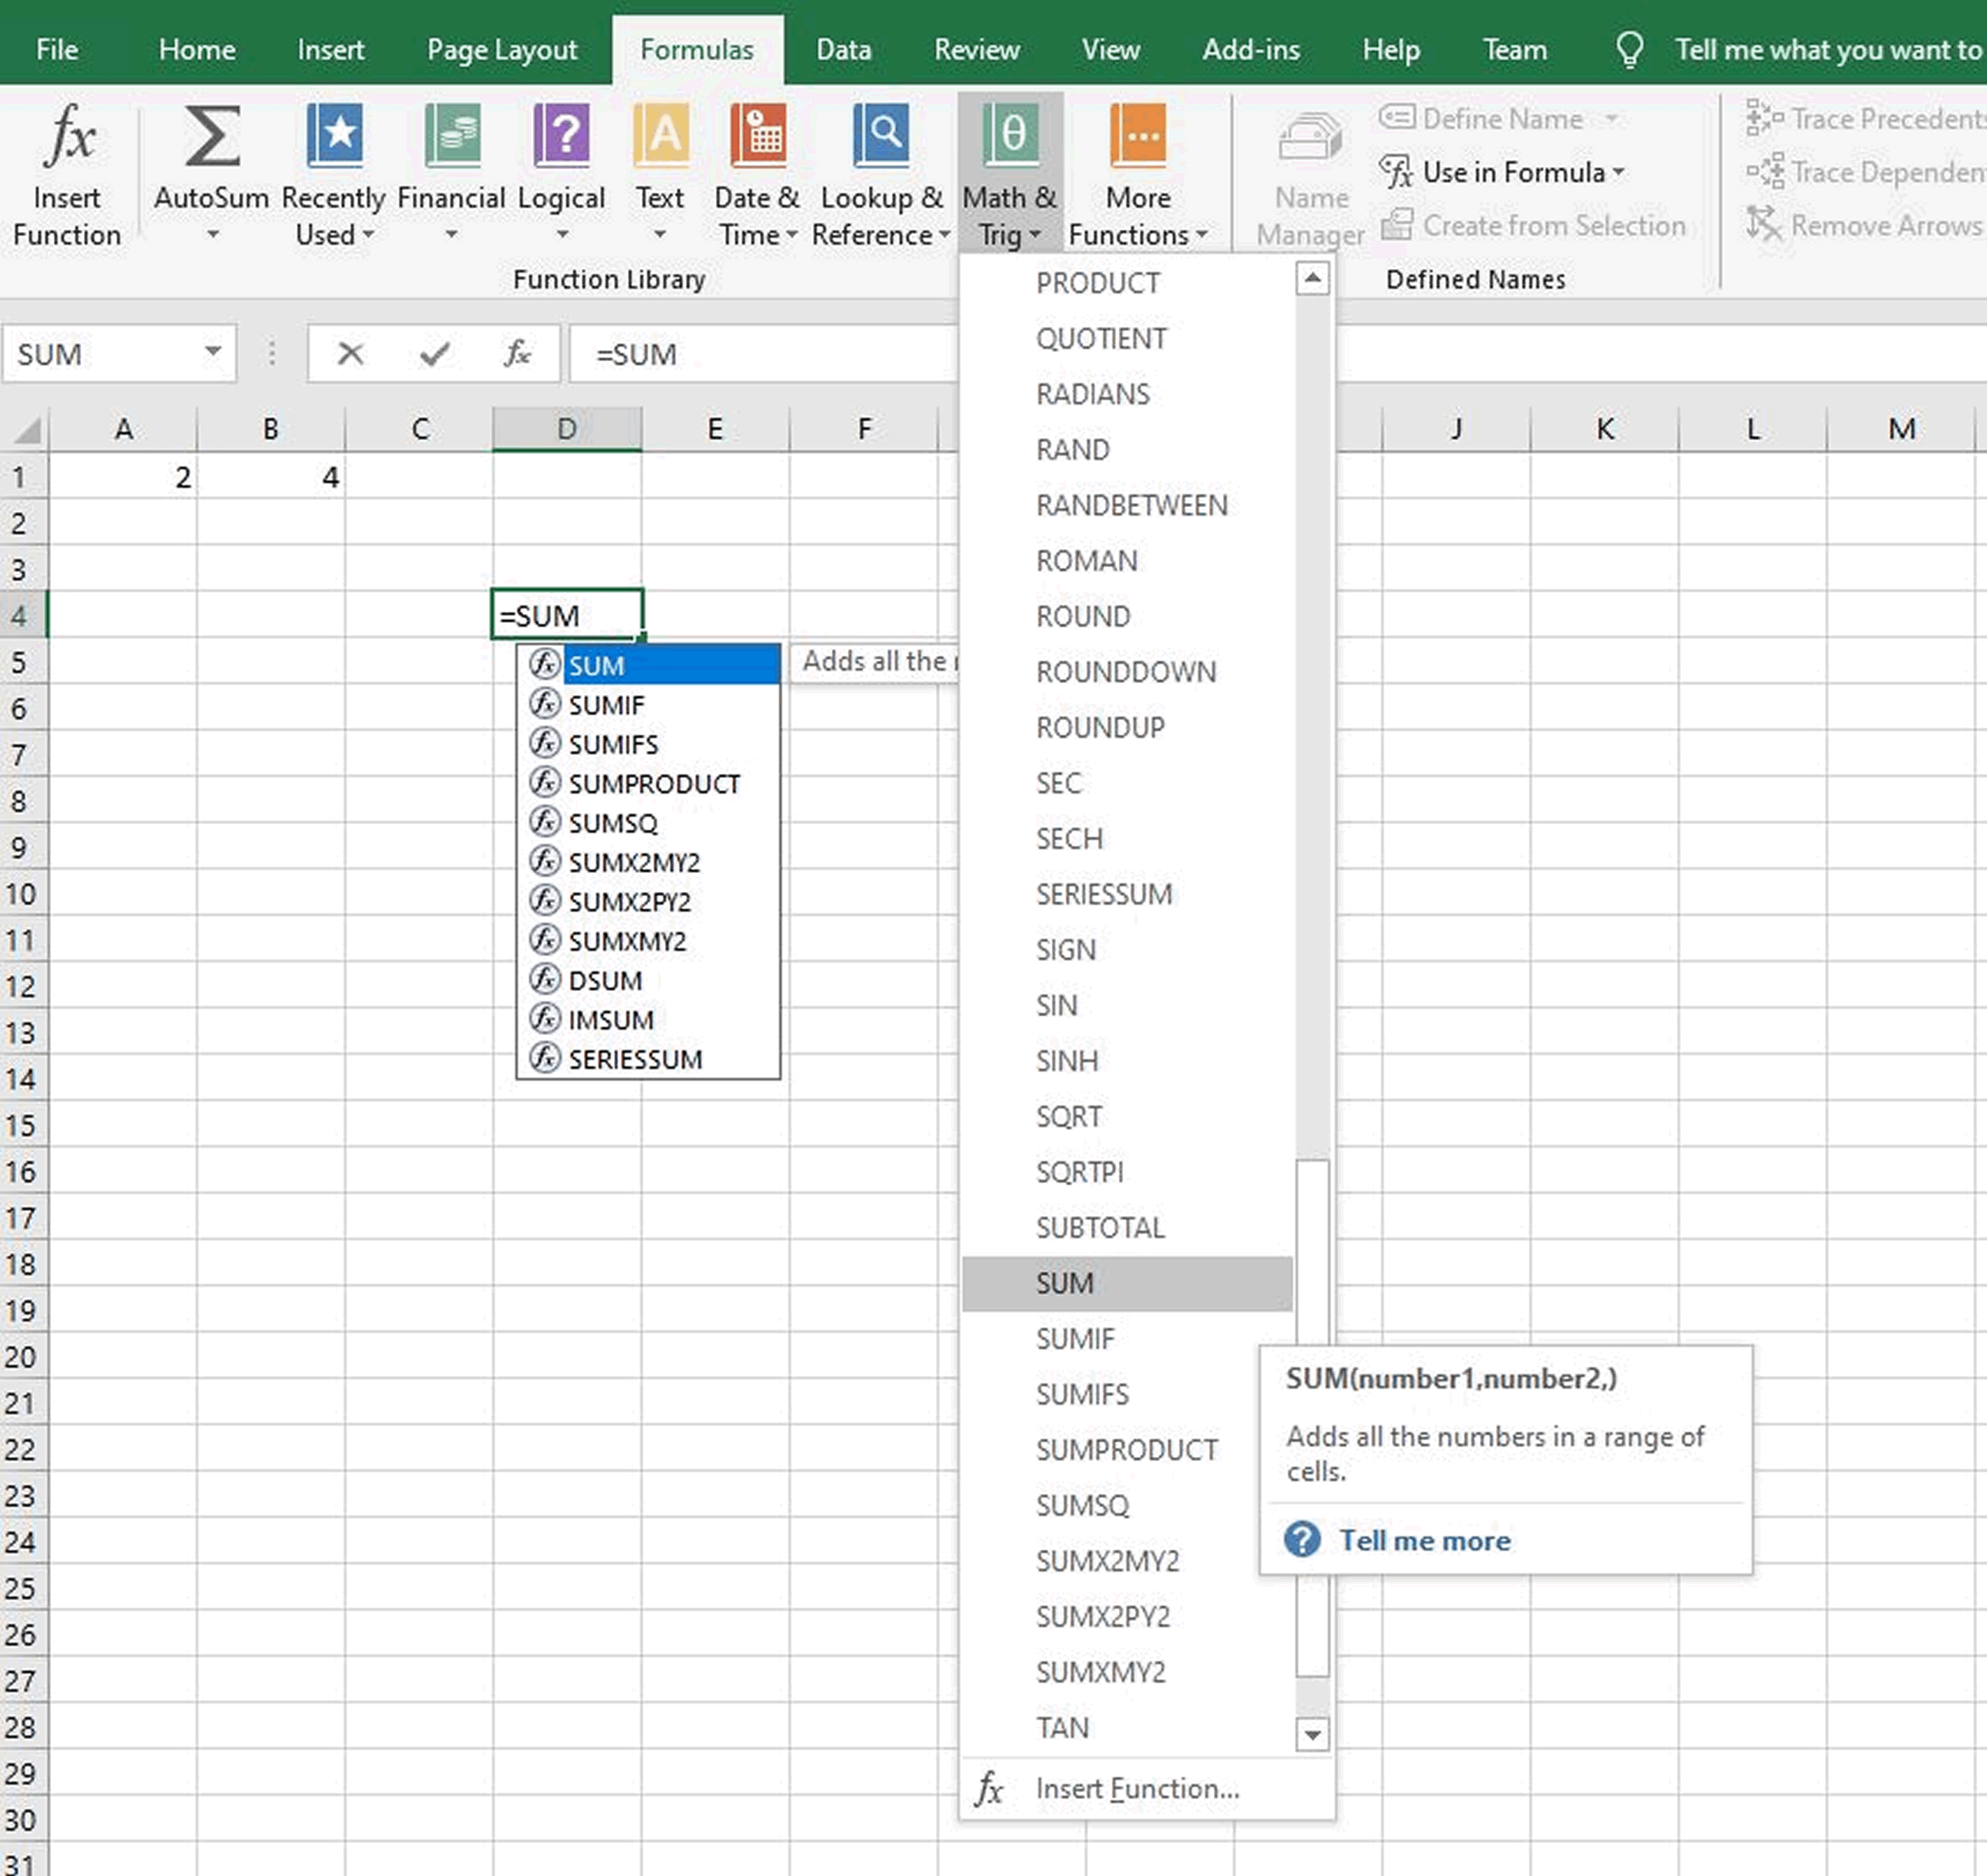 File Home Insert Page Layout Formulas Data Review View Add-ins Help Team Tell me what you want to
fx Σ ? A θ ...
Insert Function
AutoSum
Recently Used
Financial
Logical
Text
Date & Time
Lookup & Reference
Math & Trig
More Functions
Function Library
Name Manager
Define Name
Use in Formula
Create from Selection
Defined Names
Trace Precedents
Trace Dependen
Remove Arrows
SUM fx =SUM
A B C D E F J K L M
1 2 4
2
3
4 =SUM
5
6
7
8
9
10
11
12
13
14
15
16
17
18
19
20
21
22
23
24
25
26
27
28
29
30
31
SUM
SUMIF
SUMIFS
SUMPRODUCT
SUMSQ
SUMX2MY2
SUMX2PY2
SUMXMY2
DSUM
IMSUM
SERIESSUM
Adds all the
PRODUCT
QUOTIENT
RADIANS
RAND
RANDBETWEEN
ROMAN
ROUND
ROUNDDOWN
ROUNDUP
SEC
SECH
SERIESSUM
SIGN
SIN
SINH
SQRT
SQRTPI
SUBTOTAL
SUM
SUMIF
SUMIFS
SUMPRODUCT
SUMSQ
SUMX2MY2
SUMX2PY2
SUMXMY2
TAN
fx Insert Function...
SUM(number1,number2,)
Adds all the numbers in a range of
cells.
? Tell me more